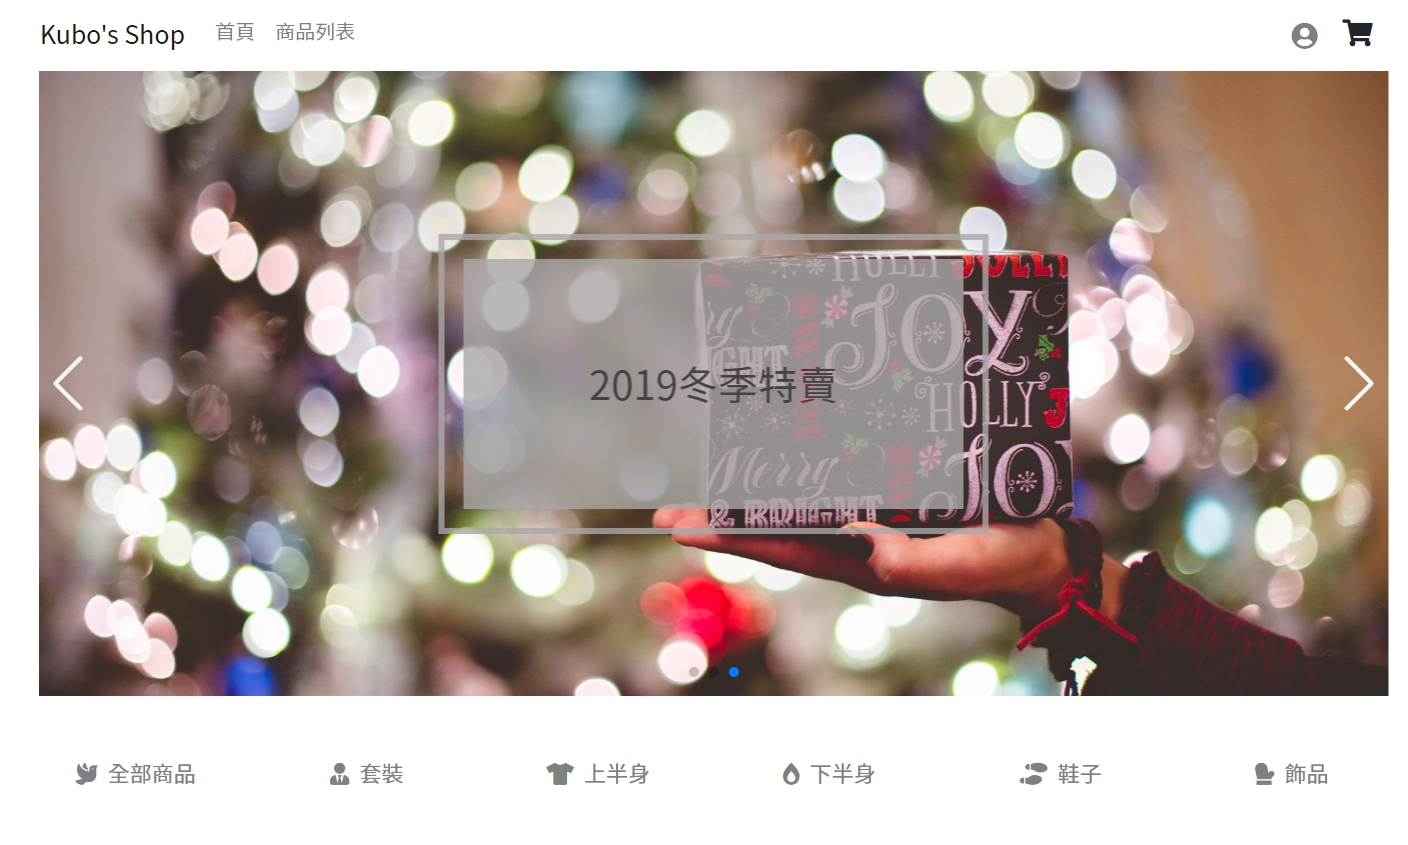 Kubo's Shop 首頁 商品列表
HOLLY JOLLY
JOY
SWEET
BRIGHT
2019冬季特賣
HOLLY J
Merry
JOY
& BRIGHT
全部商品 套裝 上半身 下半身 鞋子 飾品